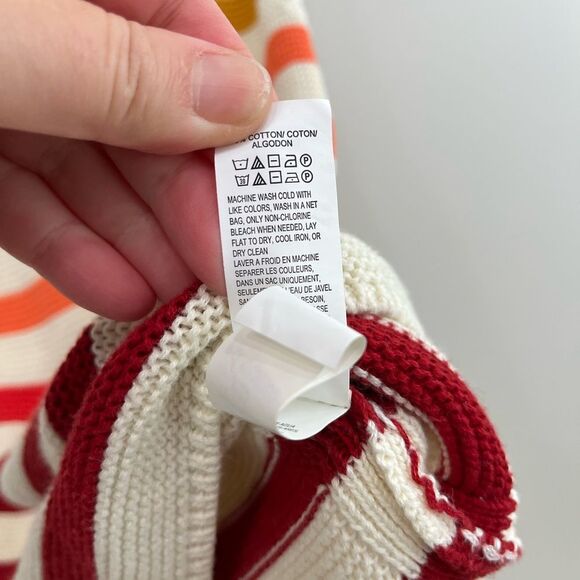 % COTTON/ COTON/
ALGODON
MACHINE WASH COLD WITH
LIKE COLORS, WASH IN A NET
BAG, ONLY NON-CHLORINE
BLEACH WHEN NEEDED, LAY
FLAT TO DRY, COOL IRON, OR
DRY CLEAN
LAVER A FROID EN MACHINE
SEPARER LES COULEURS,
DANS UN SAC UNIQUEMENT,
SEULEMENT EAU DE JAVEL
BESOIN,